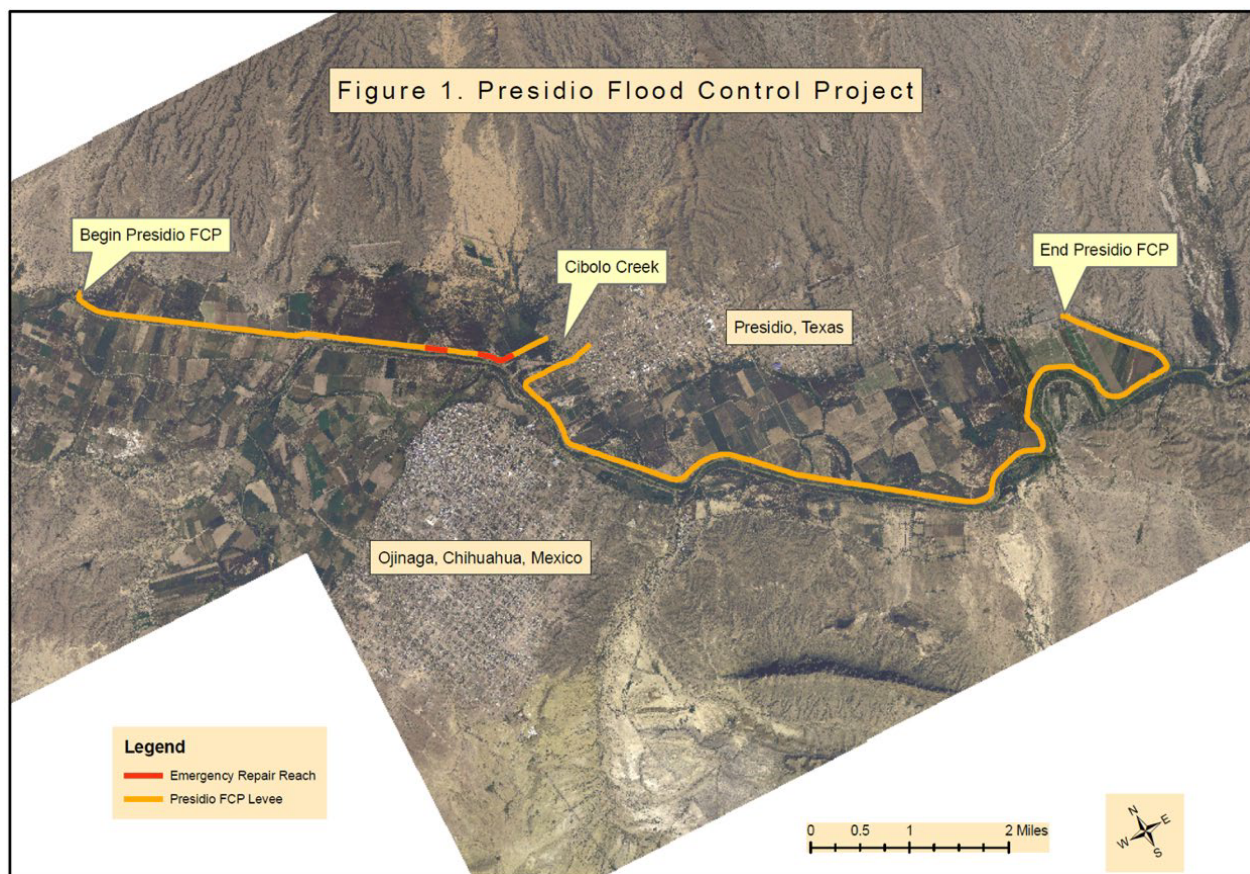 Figure 1. Presidio Flood Control Project
Begin Presidio FCP
Cibolo Creek
End Presidio FCP
Presidio, Texas
Ojinaga, Chihuahua, Mexico
Legend
Emergency Repair Reach
Presidio FCP Levee
0 0.5 1 2 Miles
N
E
W
S